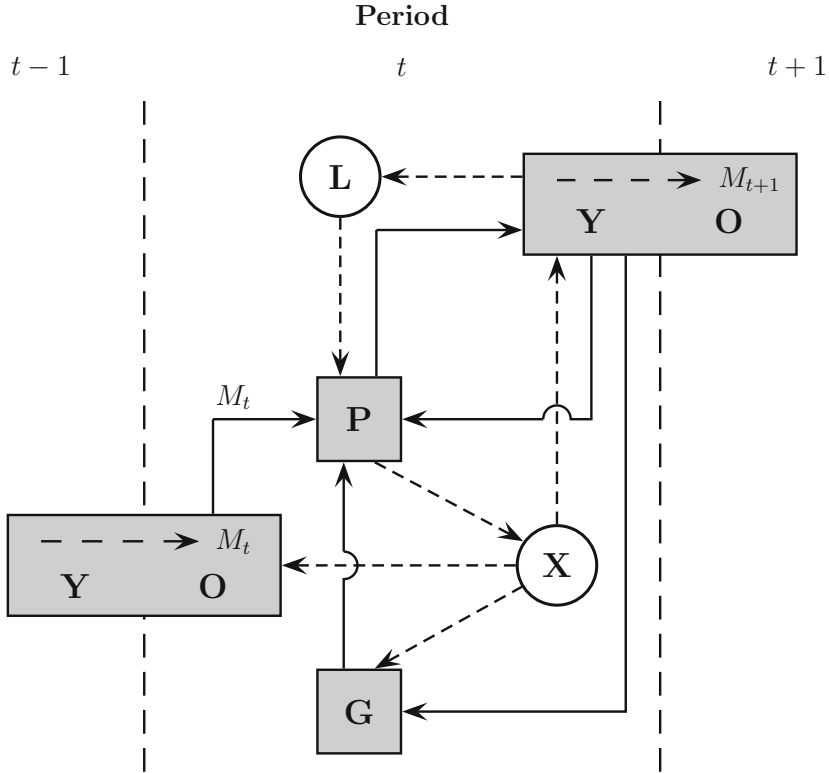 Period
t − 1 t t + 1
L
M_{t+1}
Y O
M_t
P
M_t
X
Y O
G